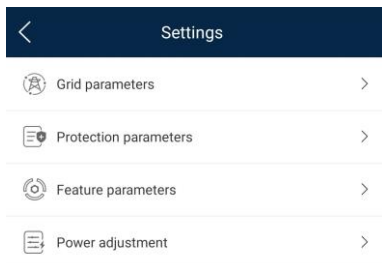 Settings
Grid parameters
Protection parameters
Feature parameters
Power adjustment